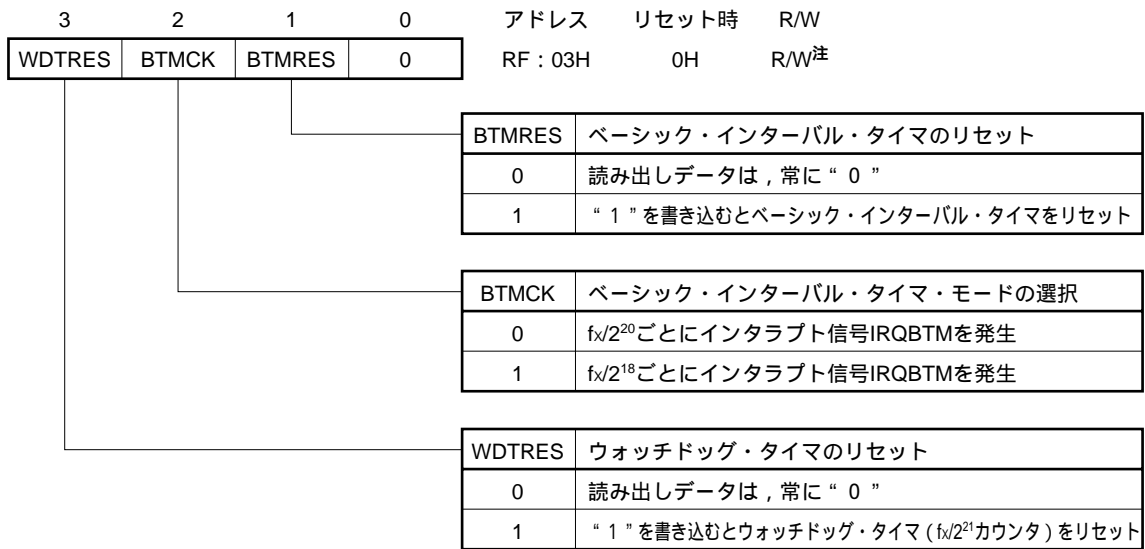 3 2 1 0 アドレス リセット時 R/W
WDTRES BTMCK BTMRES 0 RF：03H 0H R/W注
BTMRES ベーシック・インターバル・タイマのリセット
0 読み出しデータは，常に“0”
1 “1”を書き込むとベーシック・インターバル・タイマをリセット
BTMCK ベーシック・インターバル・タイマ・モードの選択
0 fx/2²⁰ごとにインタラプト信号IRQBTMを発生
1 fx/2¹⁸ごとにインタラプト信号IRQBTMを発生
WDTRES ウォッチドッグ・タイマのリセット
0 読み出しデータは，常に“0”
1 “1”を書き込むとウォッチドッグ・タイマ（fx/2²¹カウンタ）をリセット